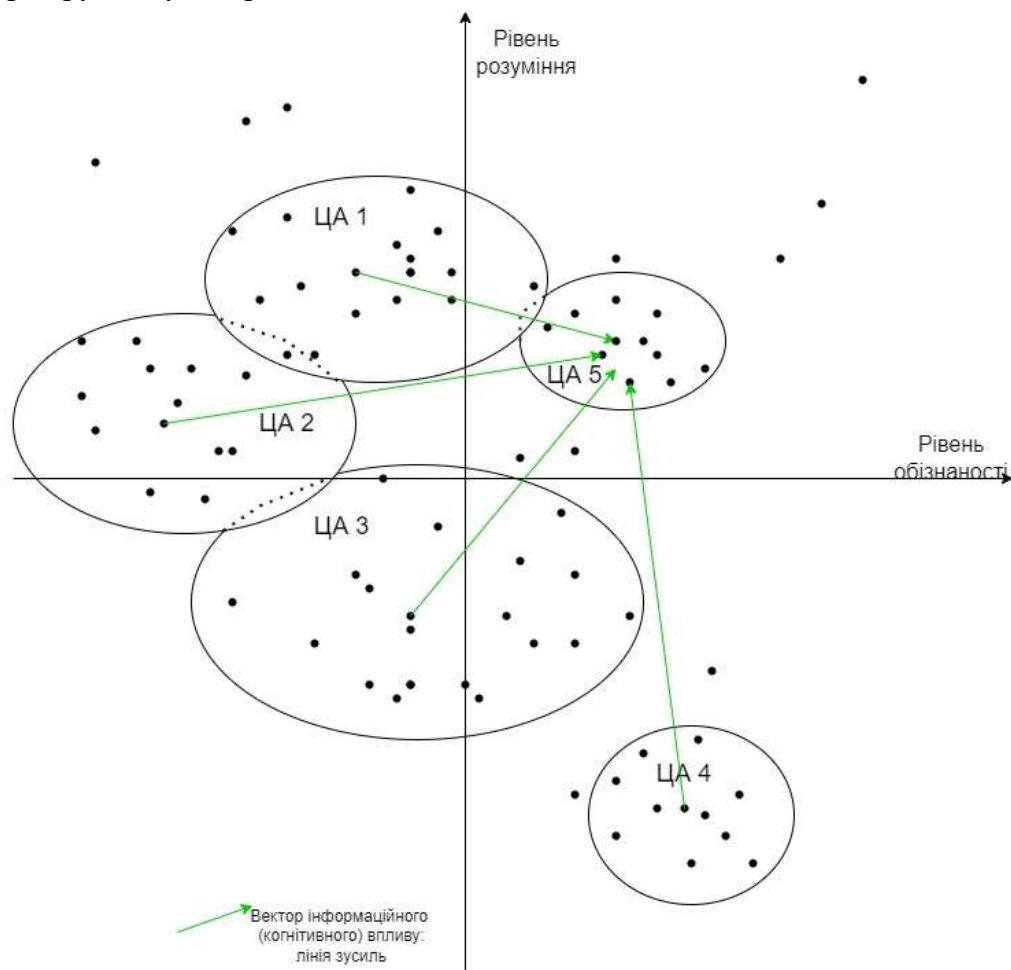 Рівень
розуміння
ЦА 1
ЦА 5
ЦА 2
Рівень
обізнаності
ЦА 3
ЦА 4
Вектор інформаційного
(когнітивного) впливу:
лінія зусиль